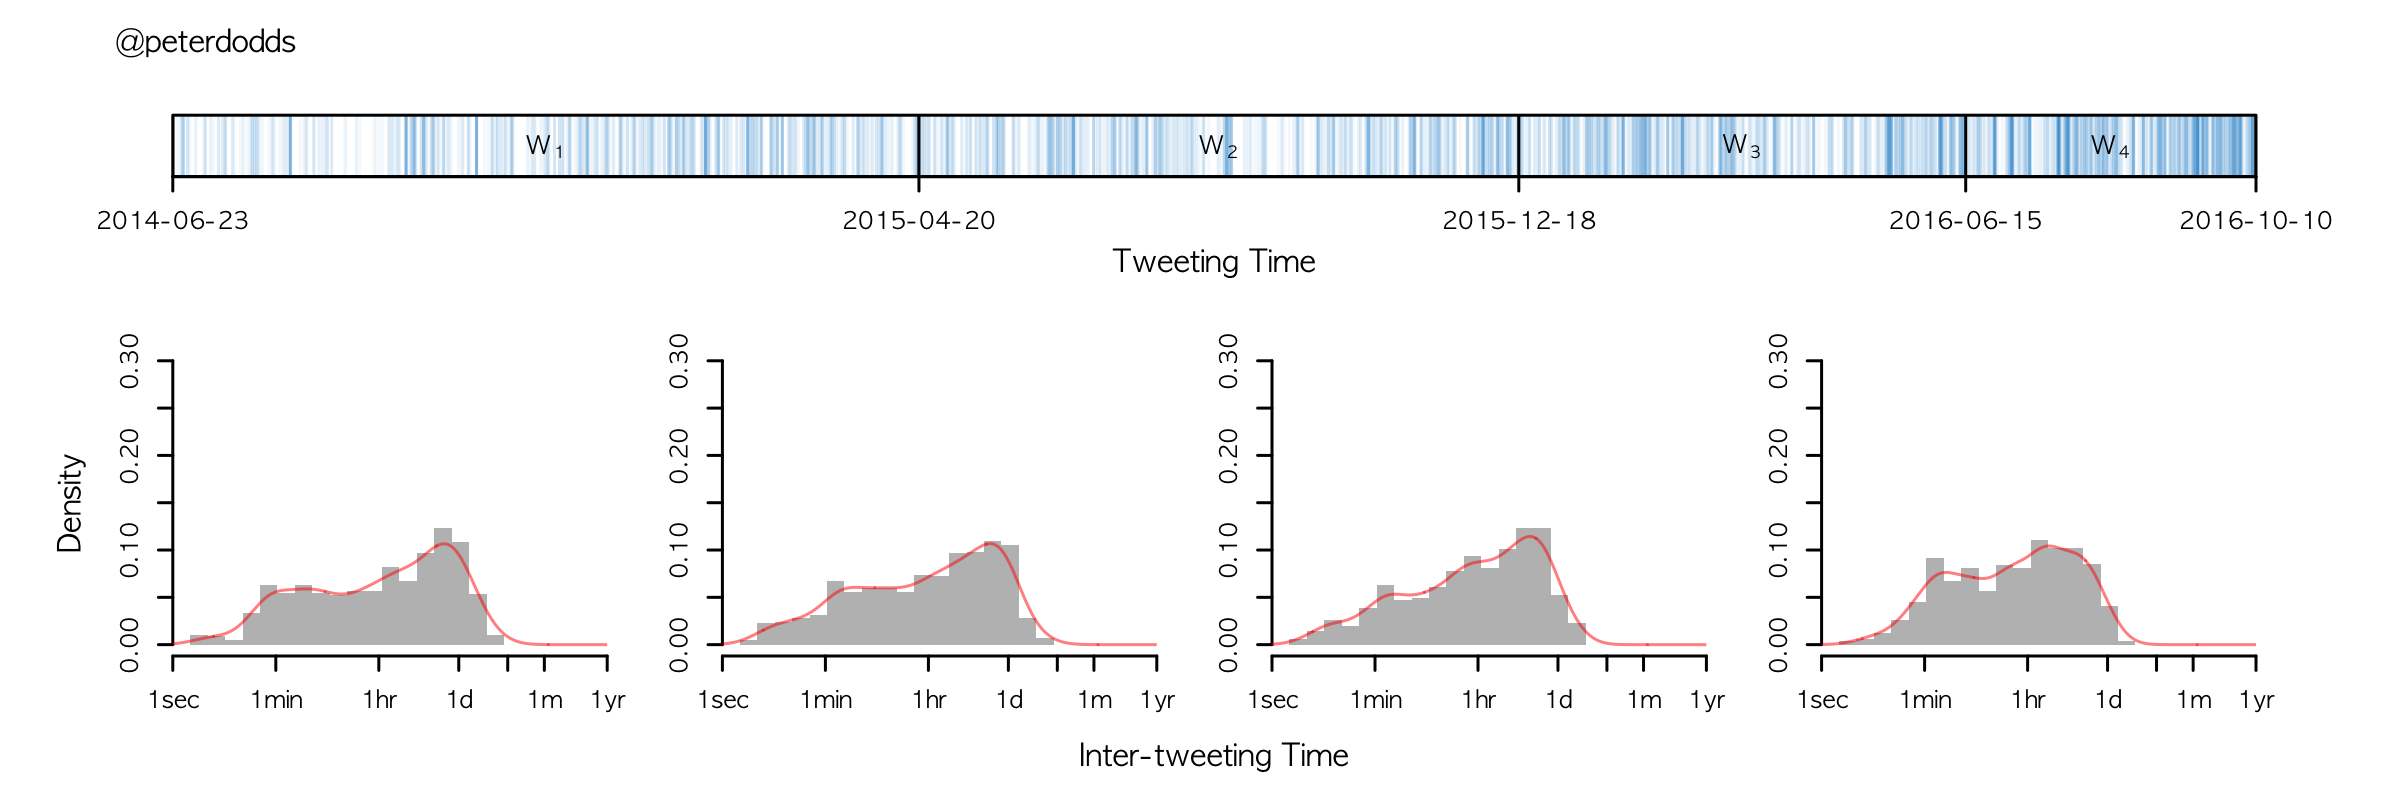 @peterdodds
W1 W2 W3 W4
2014-06-23 2015-04-20 2015-12-18 2016-06-15 2016-10-10
Tweeting Time
Density
0.30 0.30 0.30 0.30
0.20 0.20 0.20 0.20
0.10 0.10 0.10 0.10
0.00 0.00 0.00 0.00
1sec 1min 1hr 1d 1m 1yr 1sec 1min 1hr 1d 1m 1yr 1sec 1min 1hr 1d 1m 1yr 1sec 1min 1hr 1d 1m 1yr
Inter-tweeting Time